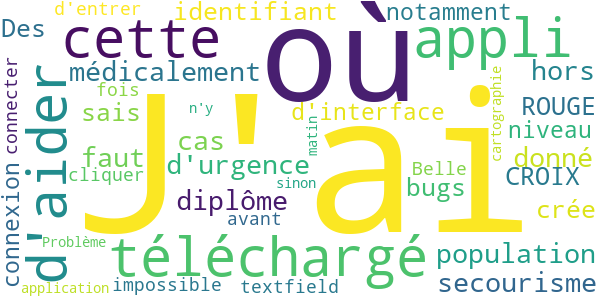 d'entrer
identifiant
notamment
Des
cette
où
appli
médicalement
hors
connecter
d'aider
fois
sais
n'y
J'ai
d'interface
cartographie
ROUGE
niveau
matin
cas
faut
d'urgence
donné
cliquer
sinon
Belle
bugs
CROIX
connexion
diplôme
avant
crée
Problème
téléchargé
population
application
impossible
textfield
secourisme